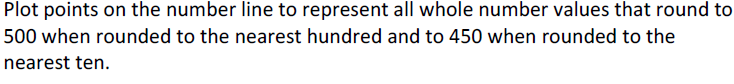 Plot points on the number line to represent all whole number values that round to
500 when rounded to the nearest hundred and to 450 when rounded to the
nearest ten.